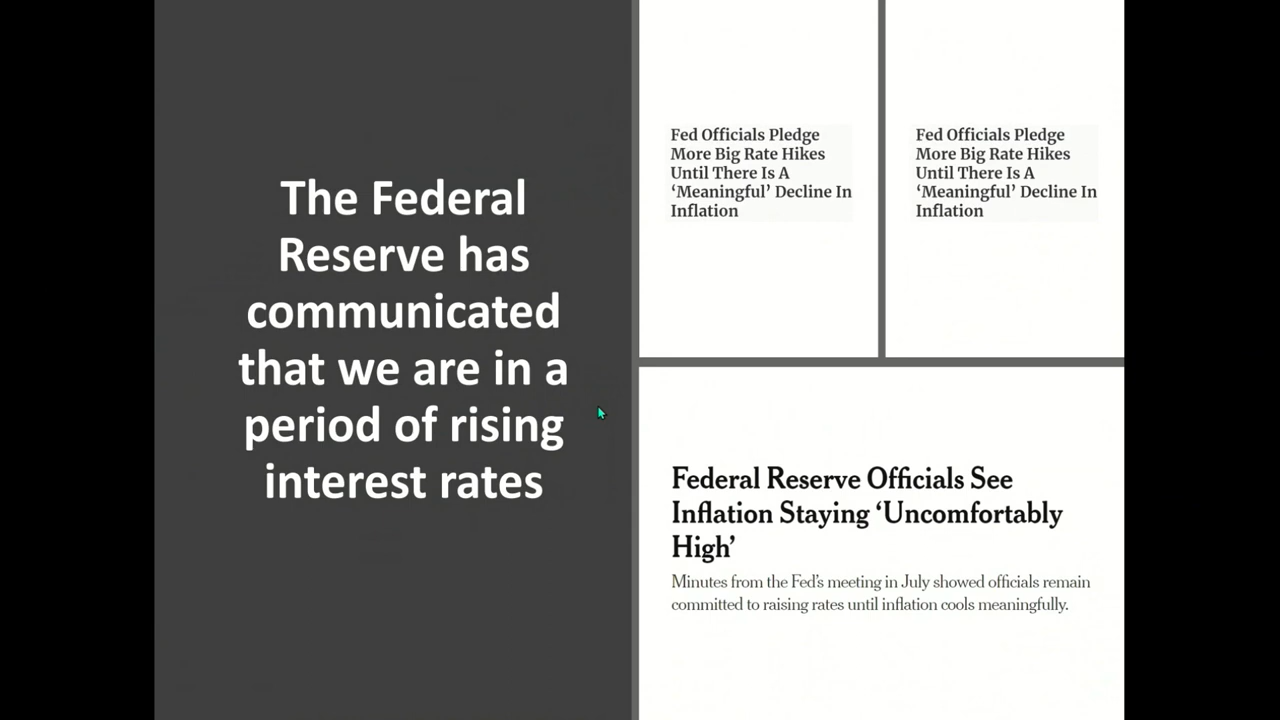 The Federal
Reserve has
communicated
that we are in a
period of rising
interest rates
Fed Officials Pledge
More Big Rate Hikes
Until There Is A
‘Meaningful’ Decline In
Inflation
Fed Officials Pledge
More Big Rate Hikes
Until There Is A
‘Meaningful’ Decline In
Inflation
Federal Reserve Officials See
Inflation Staying ‘Uncomfortably
High’
Minutes from the Fed’s meeting in July showed officials remain
committed to raising rates until inflation cools meaningfully.